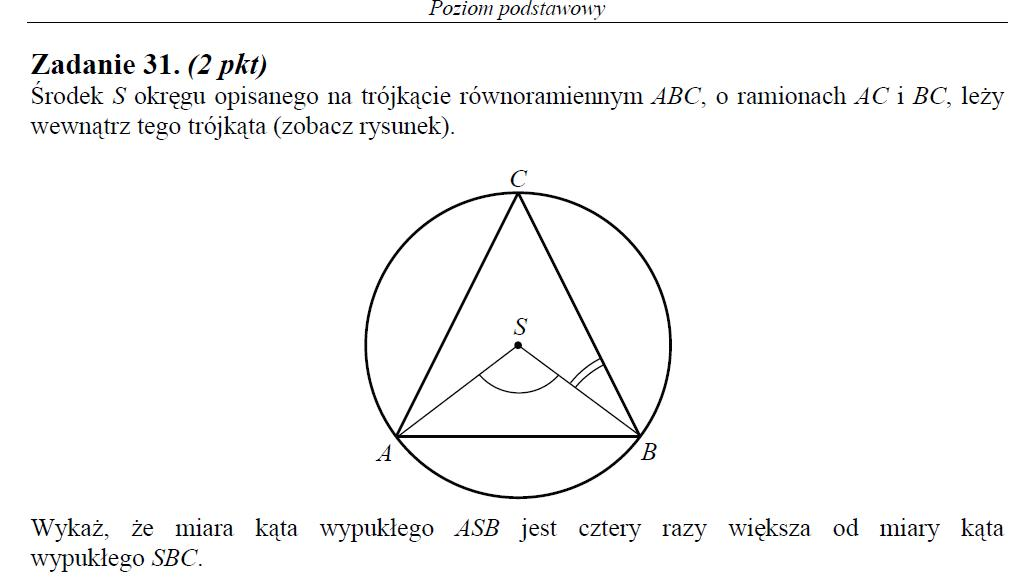 Poziom podstawowy
Zadanie 31. (2 pkt)
Środek S okręgu opisanego na trójkącie równoramiennym ABC, o ramionach AC i BC, leży
wewnątrz tego trójkąta (zobacz rysunek).
C
S
A
B
Wykaż, że miara kąta wypukłego ASB jest cztery razy większa od miary kąta
wypukłego SBC.